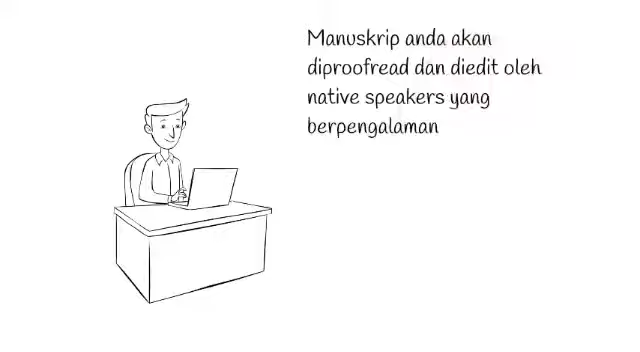 Manuskrip anda akan
diproofread dan diedit oleh
native speakers yang
berpengalaman